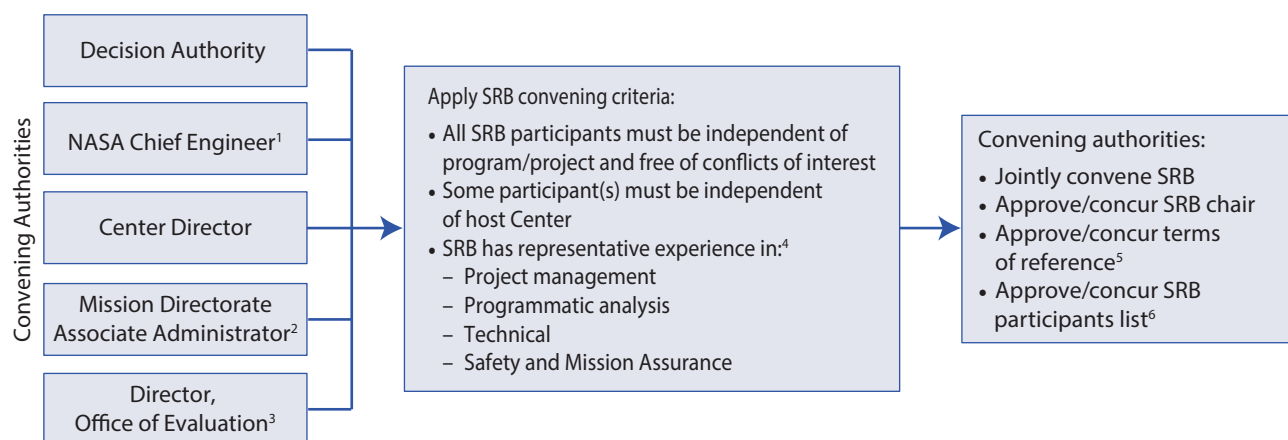 Convening Authorities
Decision Authority
NASA Chief Engineer1
Center Director
Mission Directorate
Associate Administrator2
Director,
Office of Evaluation3
Apply SRB convening criteria:
• All SRB participants must be independent of
program/project and free of conflicts of interest
• Some participant(s) must be independent
of host Center
• SRB has representative experience in:4
– Project management
– Programmatic analysis
– Technical
– Safety and Mission Assurance
Convening authorities:
• Jointly convene SRB
• Approve/concur SRB chair
• Approve/concur terms
of reference5
• Approve/concur SRB
participants list6